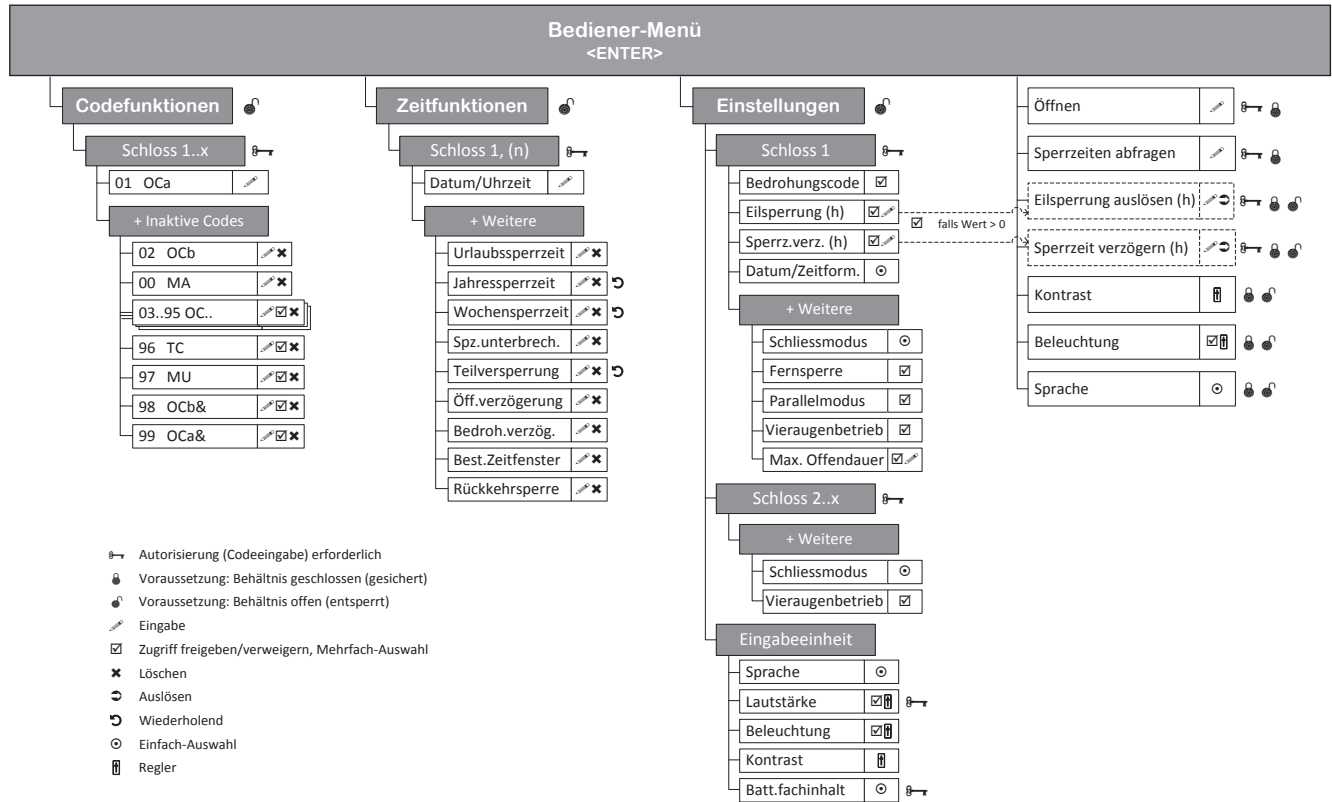 Bediener-Menü
<ENTER>
Codefunktionen
Schloss 1..x
01 OCa
+ Inaktive Codes
02 OCb
00 MA
03..95 OC..
96 TC
97 MU
98 OCb&
99 OCa&
Zeitfunktionen
Schloss 1, (n)
Datum/Uhrzeit
+ Weitere
Urlaubssperrzeit
Jahressperrzeit
Wochensperrzeit
Spz.unterbrech.
Teilversperrung
Öff.verzögerung
Bedroh.verzög.
Best.Zeitfenster
Rückkehrsperre
Einstellungen
Schloss 1
Bedrohungscode
Eilsperrung (h)
Sperrz.verz. (h)
falls Wert > 0
Datum/Zeitform.
+ Weitere
Schliessmodus
Fernsperre
Parallelmodus
Vieraugenbetrieb
Max. Offendauer
Schloss 2..x
+ Weitere
Schliessmodus
Vieraugenbetrieb
Eingabeeinheit
Sprache
Lautstärke
Beleuchtung
Kontrast
Batt.fachinhalt
Öffnen
Sperrzeiten abfragen
Eilsperrung auslösen (h)
Sperrzeit verzögern (h)
Kontrast
Beleuchtung
Sprache
Autorisierung (Codeeingabe) erforderlich
Voraussetzung: Behältnis geschlossen (gesichert)
Voraussetzung: Behältnis offen (entsperrt)
Eingabe
Zugriff freigeben/verweigern, Mehrfach-Auswahl
Löschen
Auslösen
Wiederholend
Einfach-Auswahl
Regler